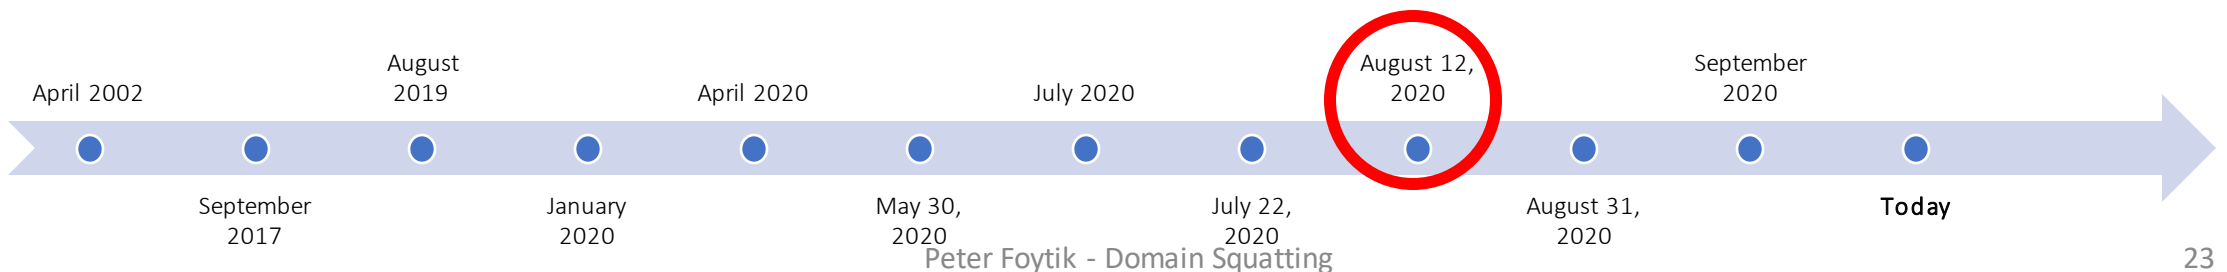 April 2002
September
2017
August
2019
January
2020
April 2020
May 30,
2020
July 2020
July 22,
2020
August 12,
2020
August 31,
2020
September
2020
Today
Peter Foytik - Domain Squatting
23